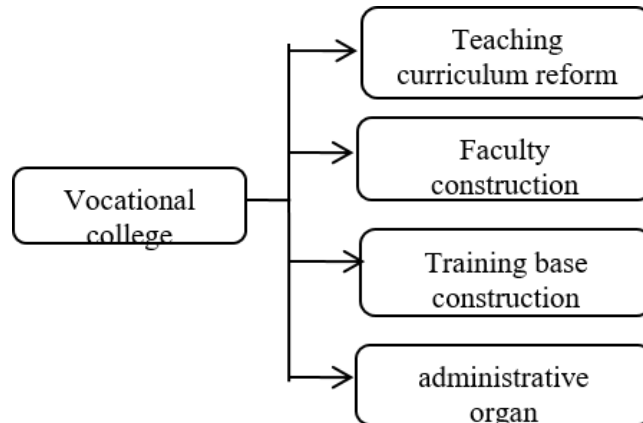 Teaching
curriculum reform
Faculty
construction
Vocational
college
Training base
construction
administrative
organ